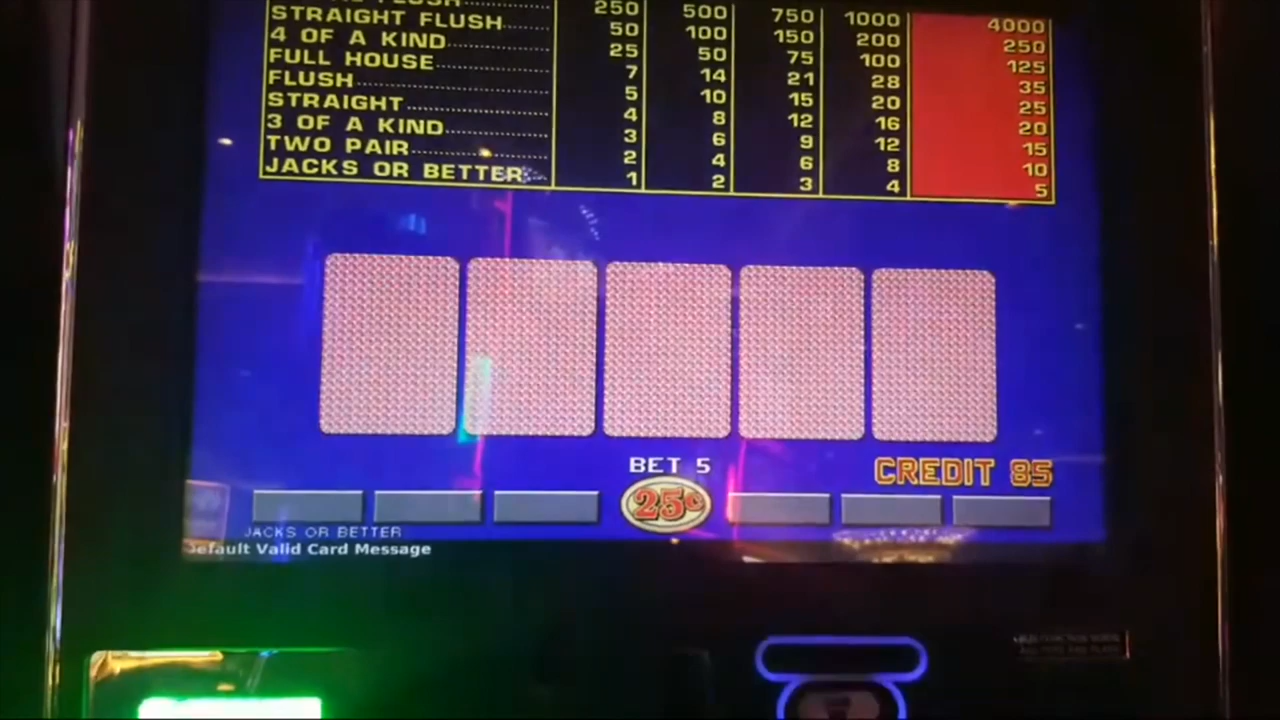 FLUSH 250 500 750 1000 4000
STRAIGHT FLUSH 50 100 150 200 250
4 OF A KIND 25 50 75 100 125
FULL HOUSE 7 14 21 28 35
FLUSH 5 10 15 20 25
STRAIGHT 4 8 12 16 20
3 OF A KIND 3 6 9 12 15
TWO PAIR 2 4 6 8 10
JACKS OR BETTER 1 2 3 4 5
BET 5
CREDIT 85
25¢
JACKS OR BETTER
Default Valid Card Message